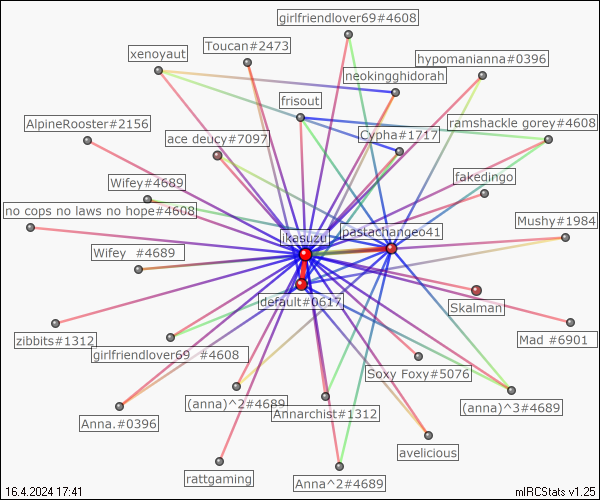 girlfriendlover69#4608
Toucan#2473
xenoyaut
hypomanianna#0396
neokingghidorah
frisout
AlpineRooster#2156
ramshackle gorey#4608
ace deucy#7097
Cypha#1717
fakedingo
Wifey#4689
no cops no laws no hope#4608
Mushy#1984
pastachange041
ikasuzu
Wifey  #4689
default#0617
Skalman
zibbits#1312
Mad #6901
girlfriendlover69  #4608
Soxy Foxy#5076
(anna)^2#4689
(anna)^3#4689
Annarchist#1312
Anna.#0396
avelicious
rattgaming
Anna^2#4689
16.4.2024 17:41
mIRCStats v1.25